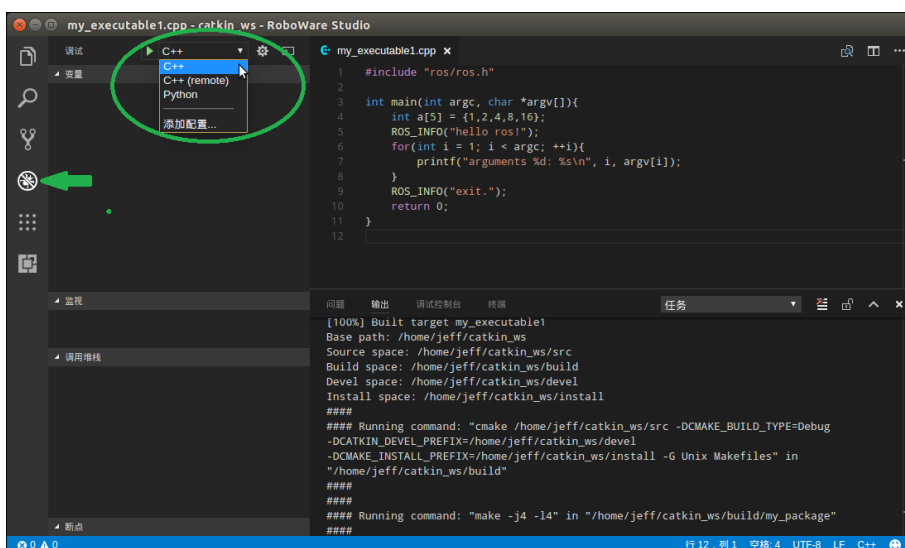 my_executable1.cpp - catkin_ws - RoboWare Studio
调试
C++
C++
C++ (remote)
Python
添加配置...
变量
监视
调用堆栈
断点
my_executable1.cpp ×
1 #include "ros/ros.h"
2
3 int main(int argc, char *argv[]){
4 int a[5] = {1,2,4,8,16};
5 ROS_INFO("hello ros!");
6 for(int i = 1; i < argc; ++i){
7 printf("arguments %d: %s\n", i, argv[i]);
8 }
9 ROS_INFO("exit.");
10 return 0;
11 }
12
问题 输出 调试控制台 终端 任务
[100%] Built target my_executable1
Base path: /home/jeff/catkin_ws
Source space: /home/jeff/catkin_ws/src
Build space: /home/jeff/catkin_ws/build
Devel space: /home/jeff/catkin_ws/devel
Install space: /home/jeff/catkin_ws/install
####
#### Running command: "cmake /home/jeff/catkin_ws/src -DCMAKE_BUILD_TYPE=Debug
-DCATKIN_DEVEL_PREFIX=/home/jeff/catkin_ws/devel
-DCMAKE_INSTALL_PREFIX=/home/jeff/catkin_ws/install -G Unix Makefiles" in
"/home/jeff/catkin_ws/build"
####
####
#### Running command: "make -j4 -l4" in "/home/jeff/catkin_ws/build/my_package"
####
0 0 行 12，列 1 空格: 4 UTF-8 LF C++